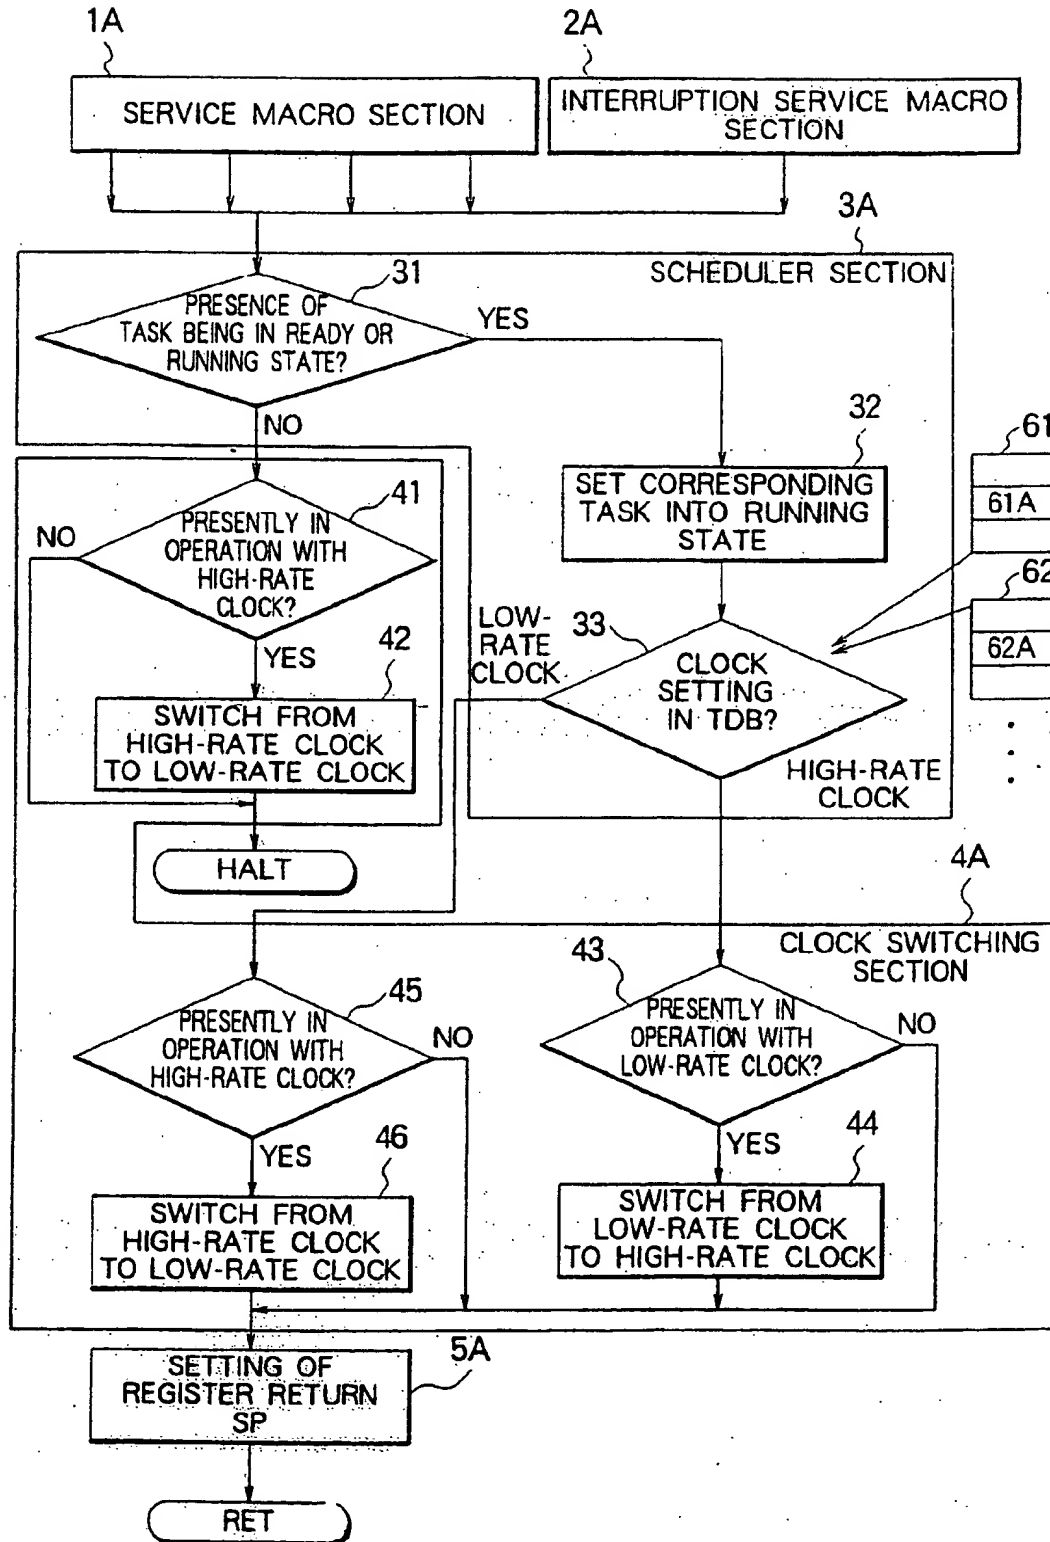 1A
2A
SERVICE MACRO SECTION
INTERRUPTION SERVICE MACRO
SECTION
3A
SCHEDULER SECTION
31
PRESENCE OF
TASK BEING IN READY OR
RUNNING STATE?
YES
NO
32
SET CORRESPONDING
TASK INTO RUNNING
STATE
61
61A
62
62A
41
PRESENTLY IN
OPERATION WITH
HIGH-RATE
CLOCK?
NO
YES
42
SWITCH FROM
HIGH-RATE CLOCK
TO LOW-RATE CLOCK
HALT
LOW-
RATE
CLOCK
33
CLOCK
SETTING
IN TDB?
HIGH-RATE
CLOCK
4A
CLOCK SWITCHING
SECTION
45
PRESENTLY IN
OPERATION WITH
HIGH-RATE CLOCK?
NO
YES
43
PRESENTLY IN
OPERATION WITH
LOW-RATE CLOCK?
NO
YES
46
SWITCH FROM
HIGH-RATE CLOCK
TO LOW-RATE CLOCK
44
SWITCH FROM
LOW-RATE CLOCK
TO HIGH-RATE CLOCK
5A
SETTING OF
REGISTER RETURN
SP
RET